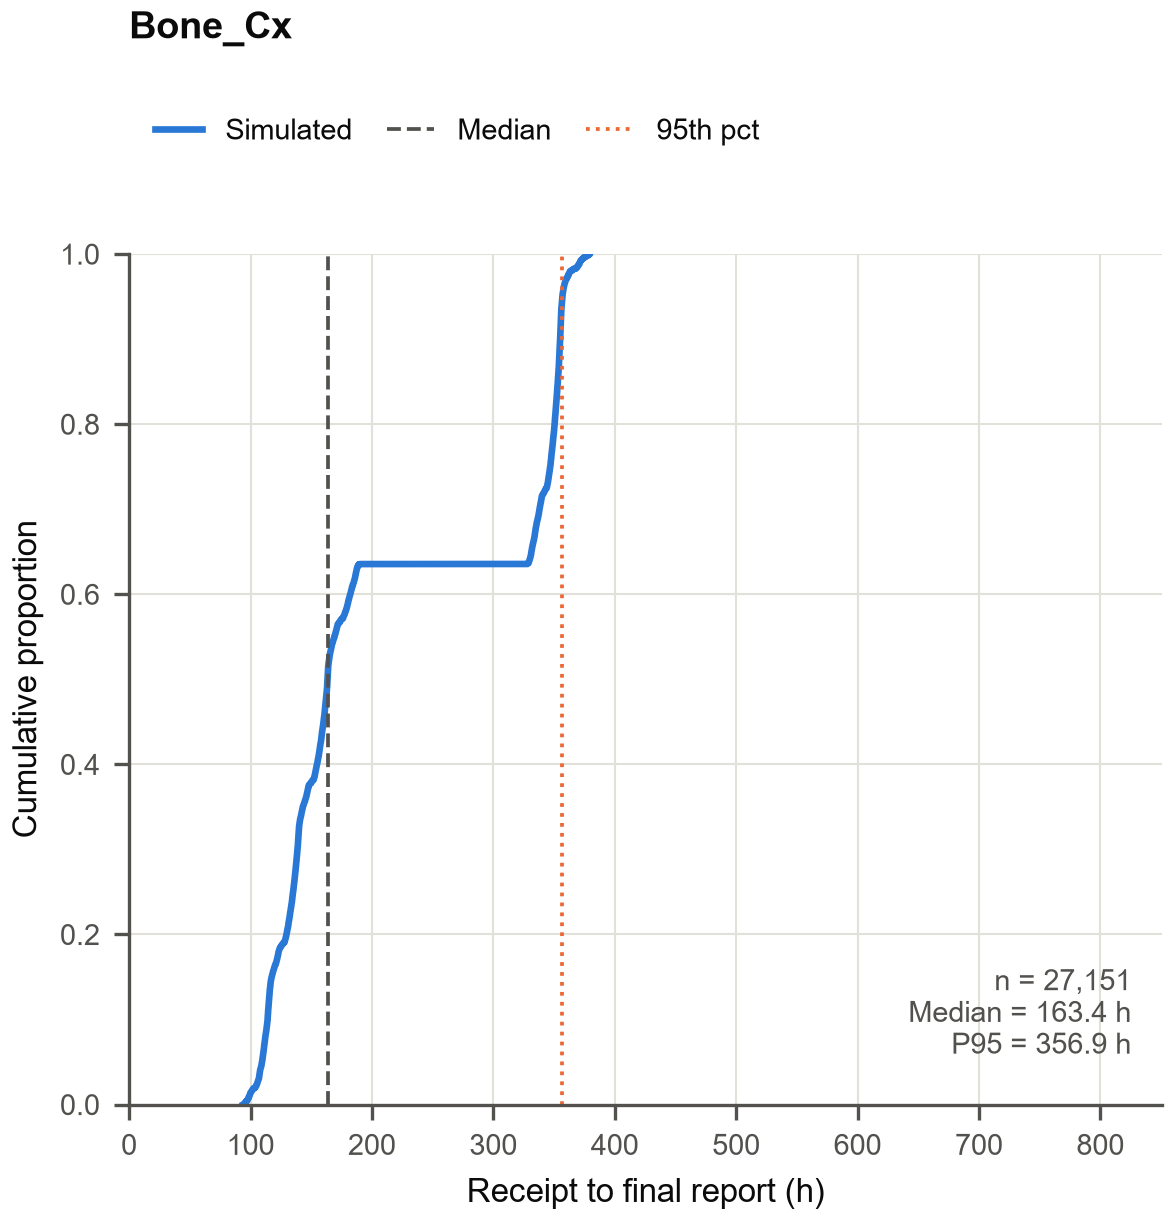 Bone_Cx
Simulated
Median
95th pct
1.0
0.8
0.6
0.4
0.2
0.0
Cumulative proportion
n = 27,151
Median = 163.4 h
P95 = 356.9 h
0 100 200 300 400 500 600 700 800
Receipt to final report (h)